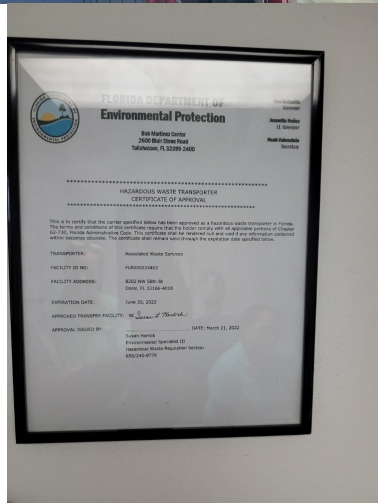 FLORIDA DEPARTMENT OF
Environmental Protection
Bob Martinez Center
2600 Blair Stone Road
Tallahassee, FL 32399-2400
Governor
Jeanette Nuñez
Lt. Governor
Noah Valenstein
Secretary
HAZARDOUS WASTE TRANSPORTER
CERTIFICATE OF APPROVAL
This is to certify that the carrier specified below has been approved as a hazardous waste transporter in Florida.
The terms and conditions of this certificate require that the holder comply with all applicable portions of Chapter
62-730, Florida Administrative Code. This certificate shall be rendered null and void if any information contained
within becomes obsolete. The certificate shall remain valid through the expiration date specified below.
TRANSPORTER: Associated Waste Services
FACILITY ID NO:
FACILITY ADDRESS: 8202 NW 56th St
Doral, FL 33166-4018
EXPIRATION DATE: June 2023
APPROVED TRANSFER FACILITY:
APPROVAL ISSUED BY: DATE: March 21, 2022
Susan Horlick
Environmental Specialist III
Hazardous Waste Regulation Section
850/245-8778